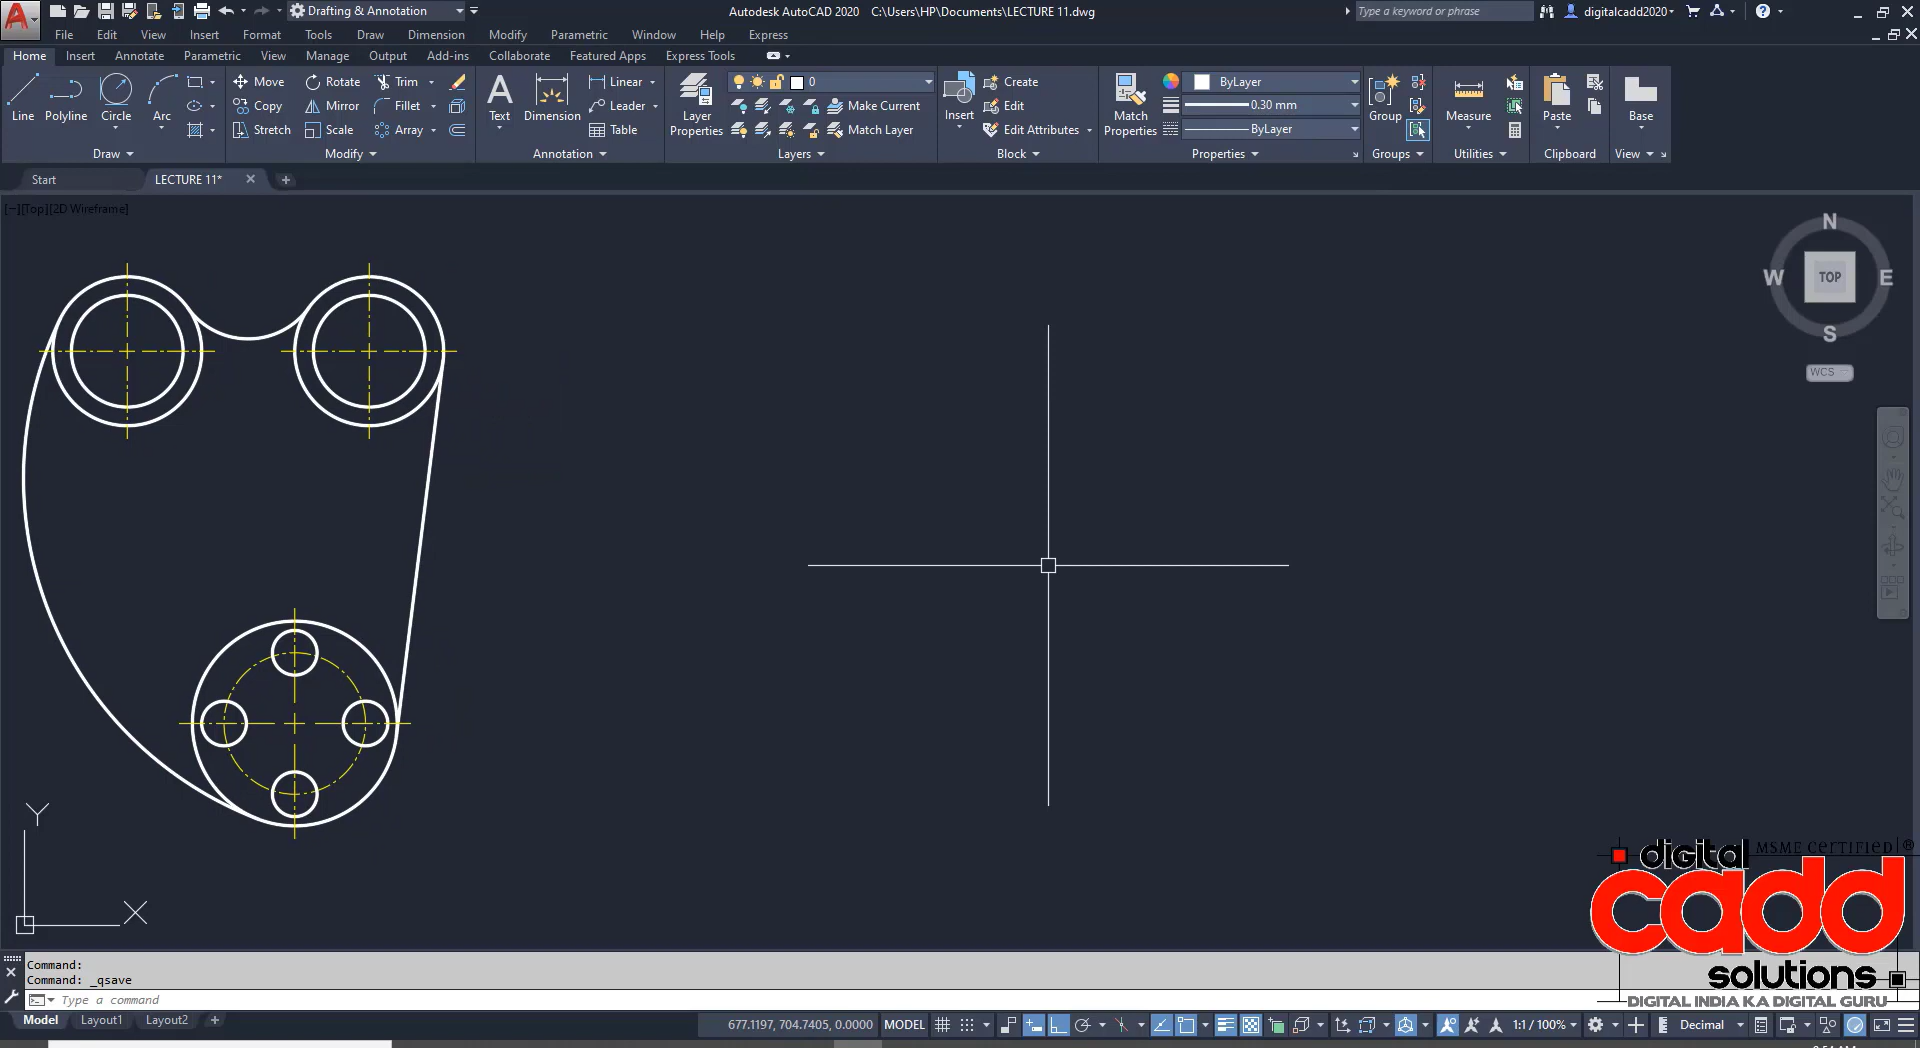 Drafting & Annotation
Autodesk AutoCAD 2020 C:\Users\HP\Documents\LECTURE 11.dwg
Type a keyword or phrase
digitalcadd2020
File Edit View Insert Format Tools Draw Dimension Modify Parametric Window Help Express
Home Insert Annotate Parametric View Manage Output Add-ins Collaborate Featured Apps Express Tools
Line Polyline Circle Arc
Move Rotate Trim
Copy Mirror Fillet
Stretch Scale Array
Text Dimension
Linear
Leader
Table
Layer Properties
0
Make Current
Match Layer
Insert
Create
Edit
Edit Attributes
Match Properties
ByLayer
0.30 mm
ByLayer
Group
Measure
Paste
Base
Draw Modify Annotation Layers Block Properties Groups Utilities Clipboard View
Start LECTURE 11*
[−][Top][2D Wireframe]
N
W TOP E
S
WCS
Y
X
Command:
Command: _qsave
Type a command
digital MSME certified ®
cadd
solutions
DIGITAL INDIA KA DIGITAL GURU
Model Layout1 Layout2
677.1197, 704.7405, 0.0000 MODEL 1:1 / 100% Decimal